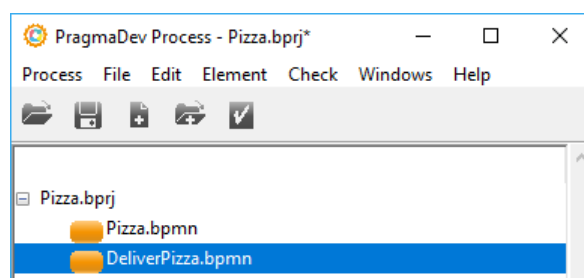 PragmaDev Process - Pizza.bprj*
Process File Edit Element Check Windows Help
Pizza.bprj
Pizza.bpmn
DeliverPizza.bpmn